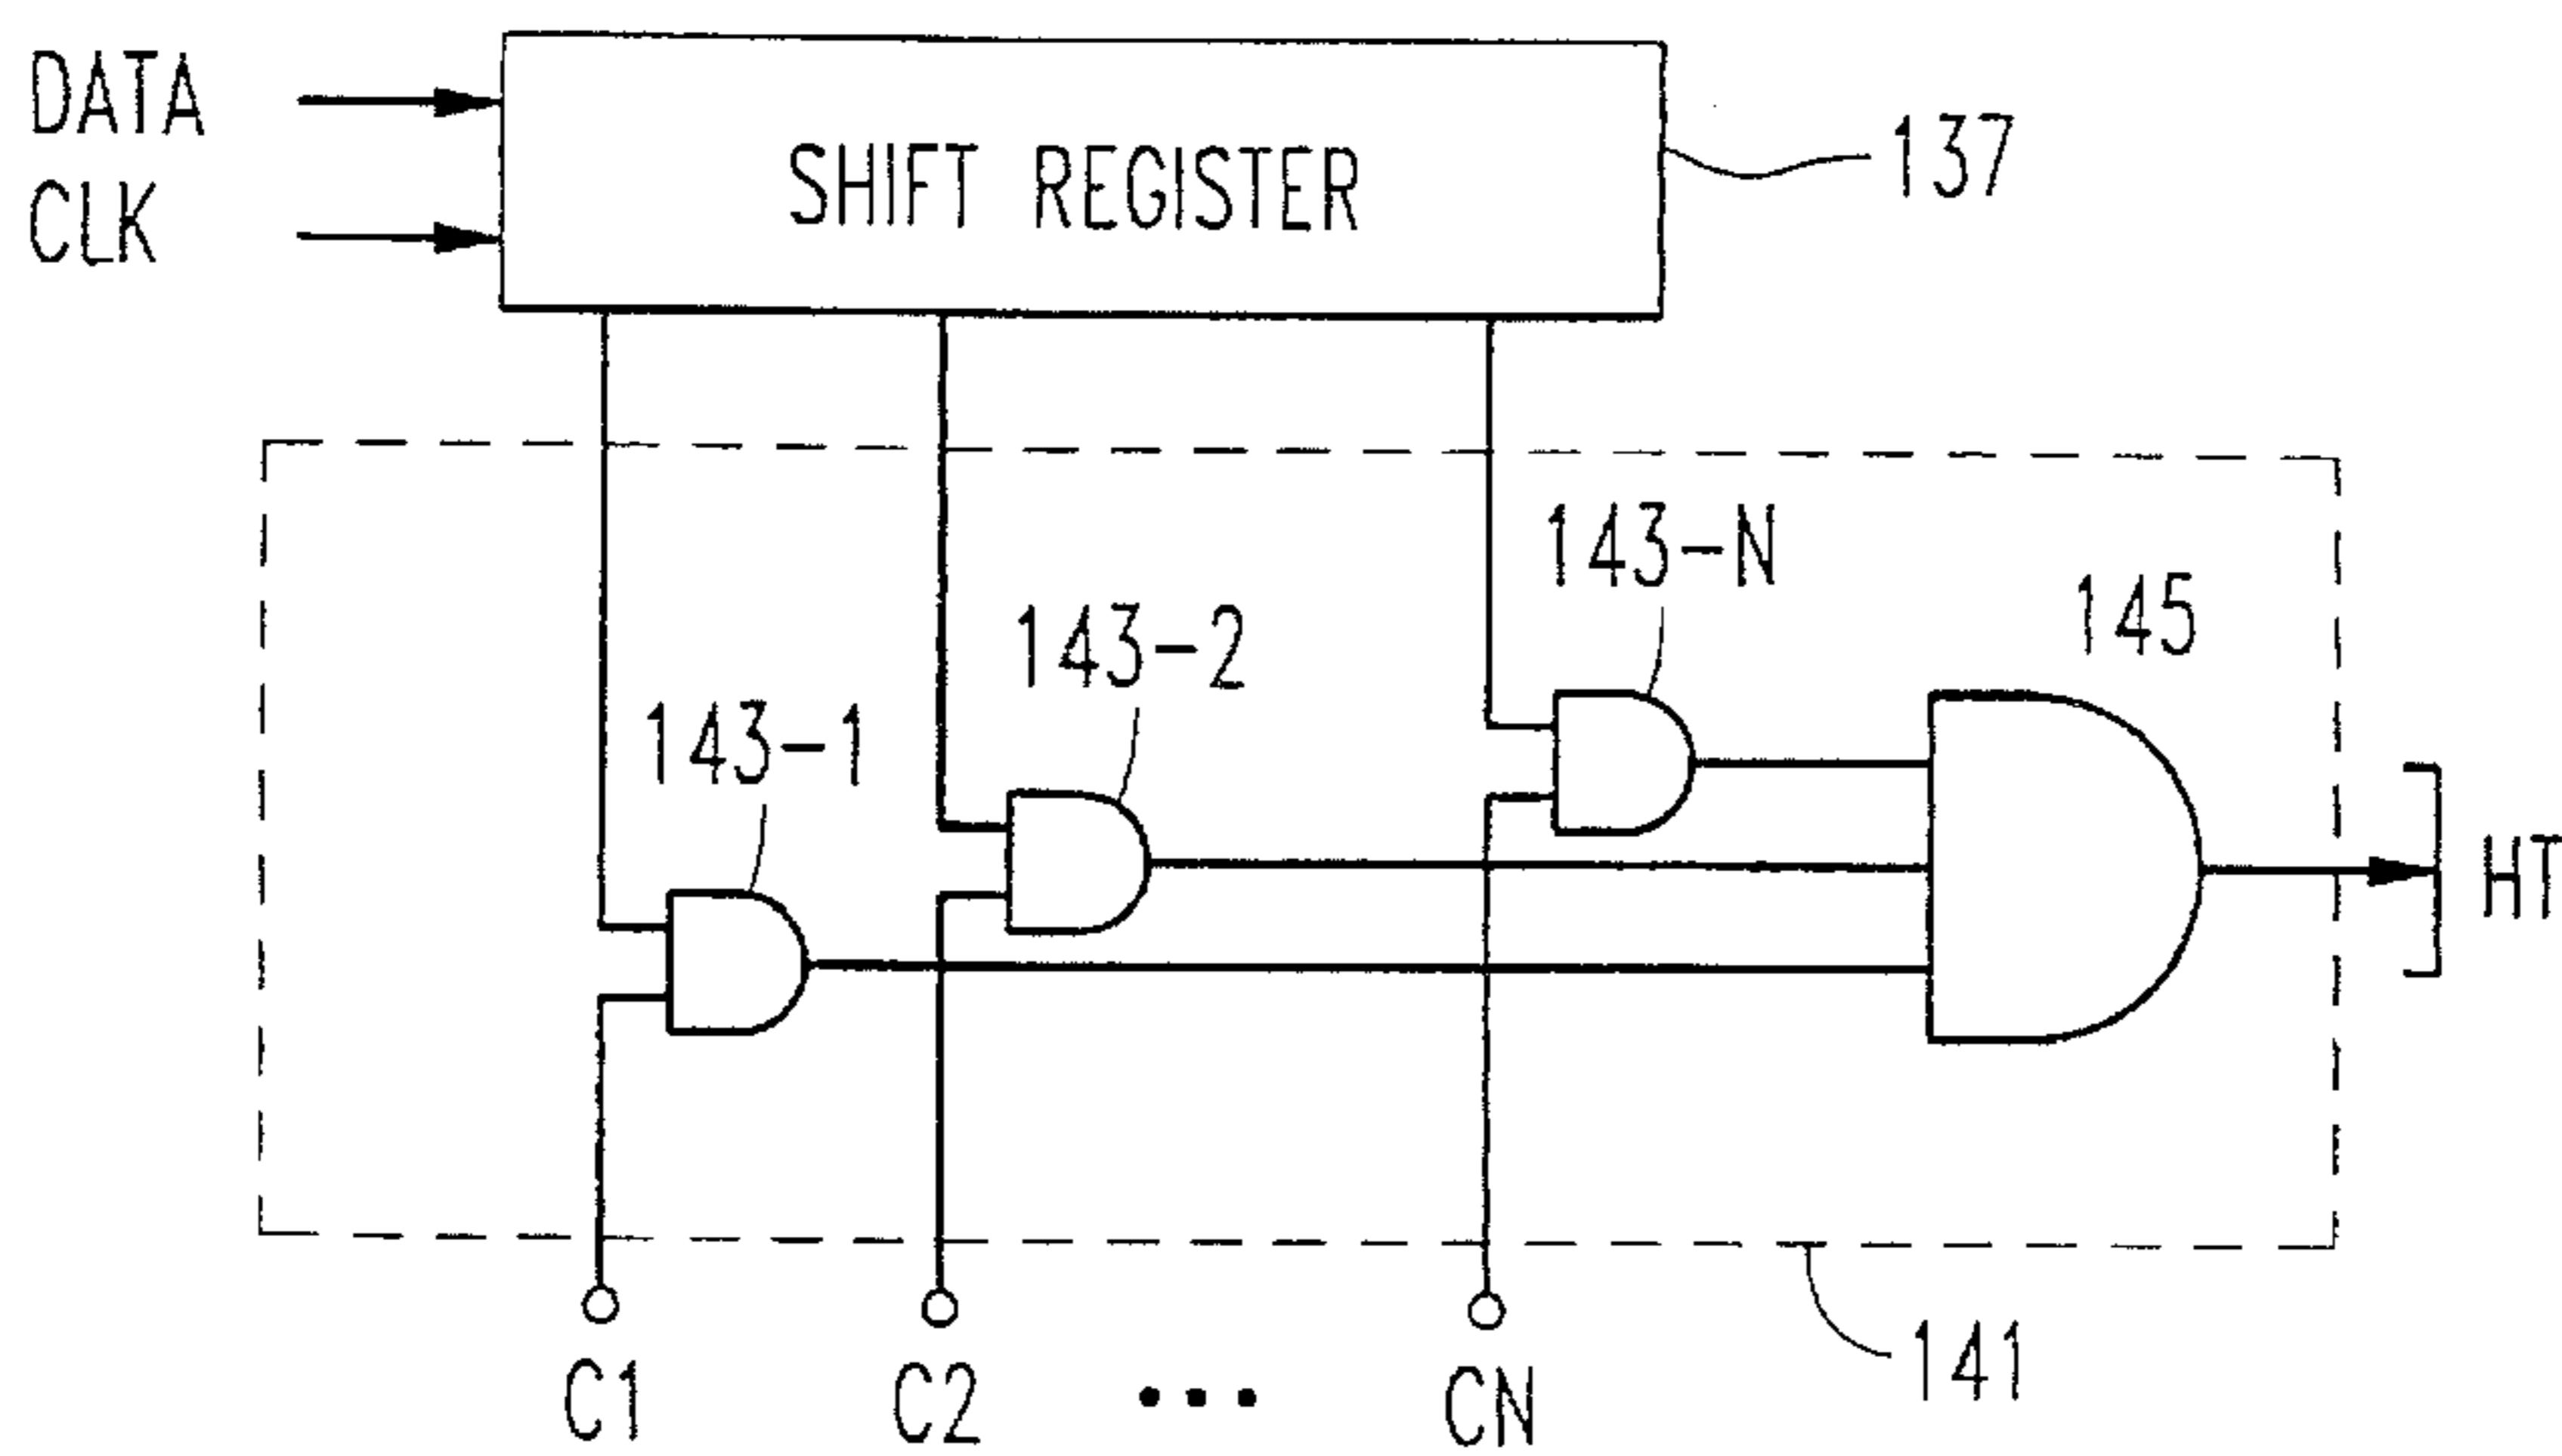 DATA
CLK
SHIFT REGISTER
137
143-N
145
143-2
143-1
HT
C1
C2
• • •
CN
141